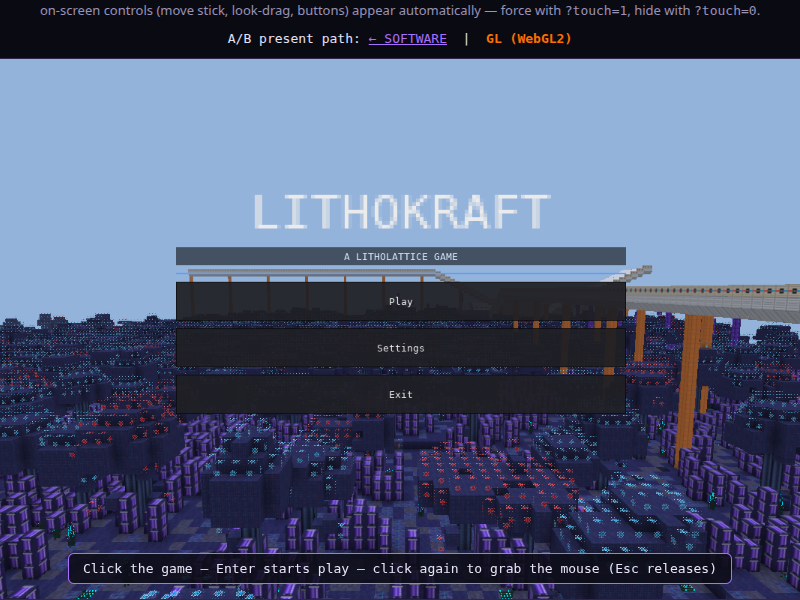 on-screen controls (move stick, look-drag, buttons) appear automatically — force with ?touch=1, hide with ?touch=0.
A/B present path: ← SOFTWARE | GL (WebGL2)
LITHOKRAFT
A LITHOLATTICE GAME
Play
Settings
Exit
Click the game — Enter starts play — click again to grab the mouse (Esc releases)